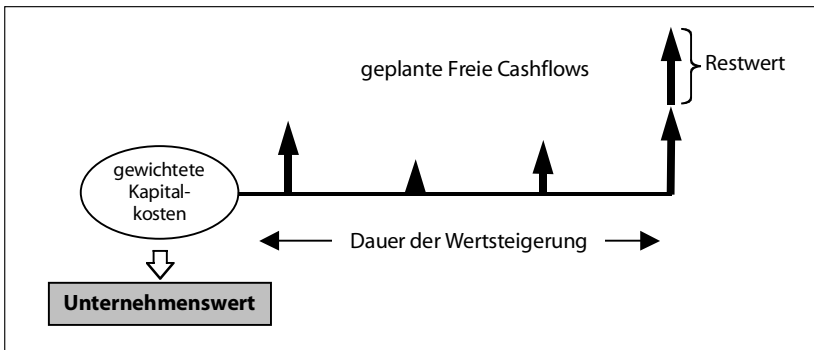 geplante Freie Cashflows
Restwert
gewichtete
Kapital-
kosten
Dauer der Wertsteigerung
Unternehmenswert